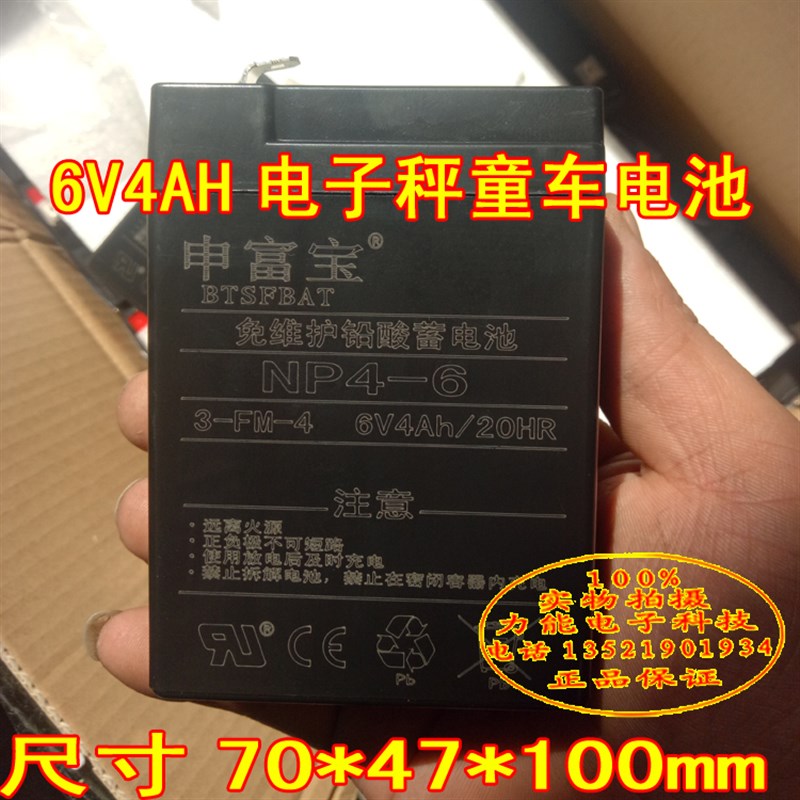 6V4AH 电子秤童车电池
申富宝®
BTSFBAT
免维护铅酸蓄电池
NP4-6
3-FM-4 6V4Ah/20HR
注意
·远离火源
·正负极不可短路
·使用放电后及时充电
·禁止拆解电池，禁止在密闭容器内充电
RU® CE Pb Pb
100%
实物拍摄
力能电子科技
电话 13521901934
正品保证
尺寸 70*47*100mm